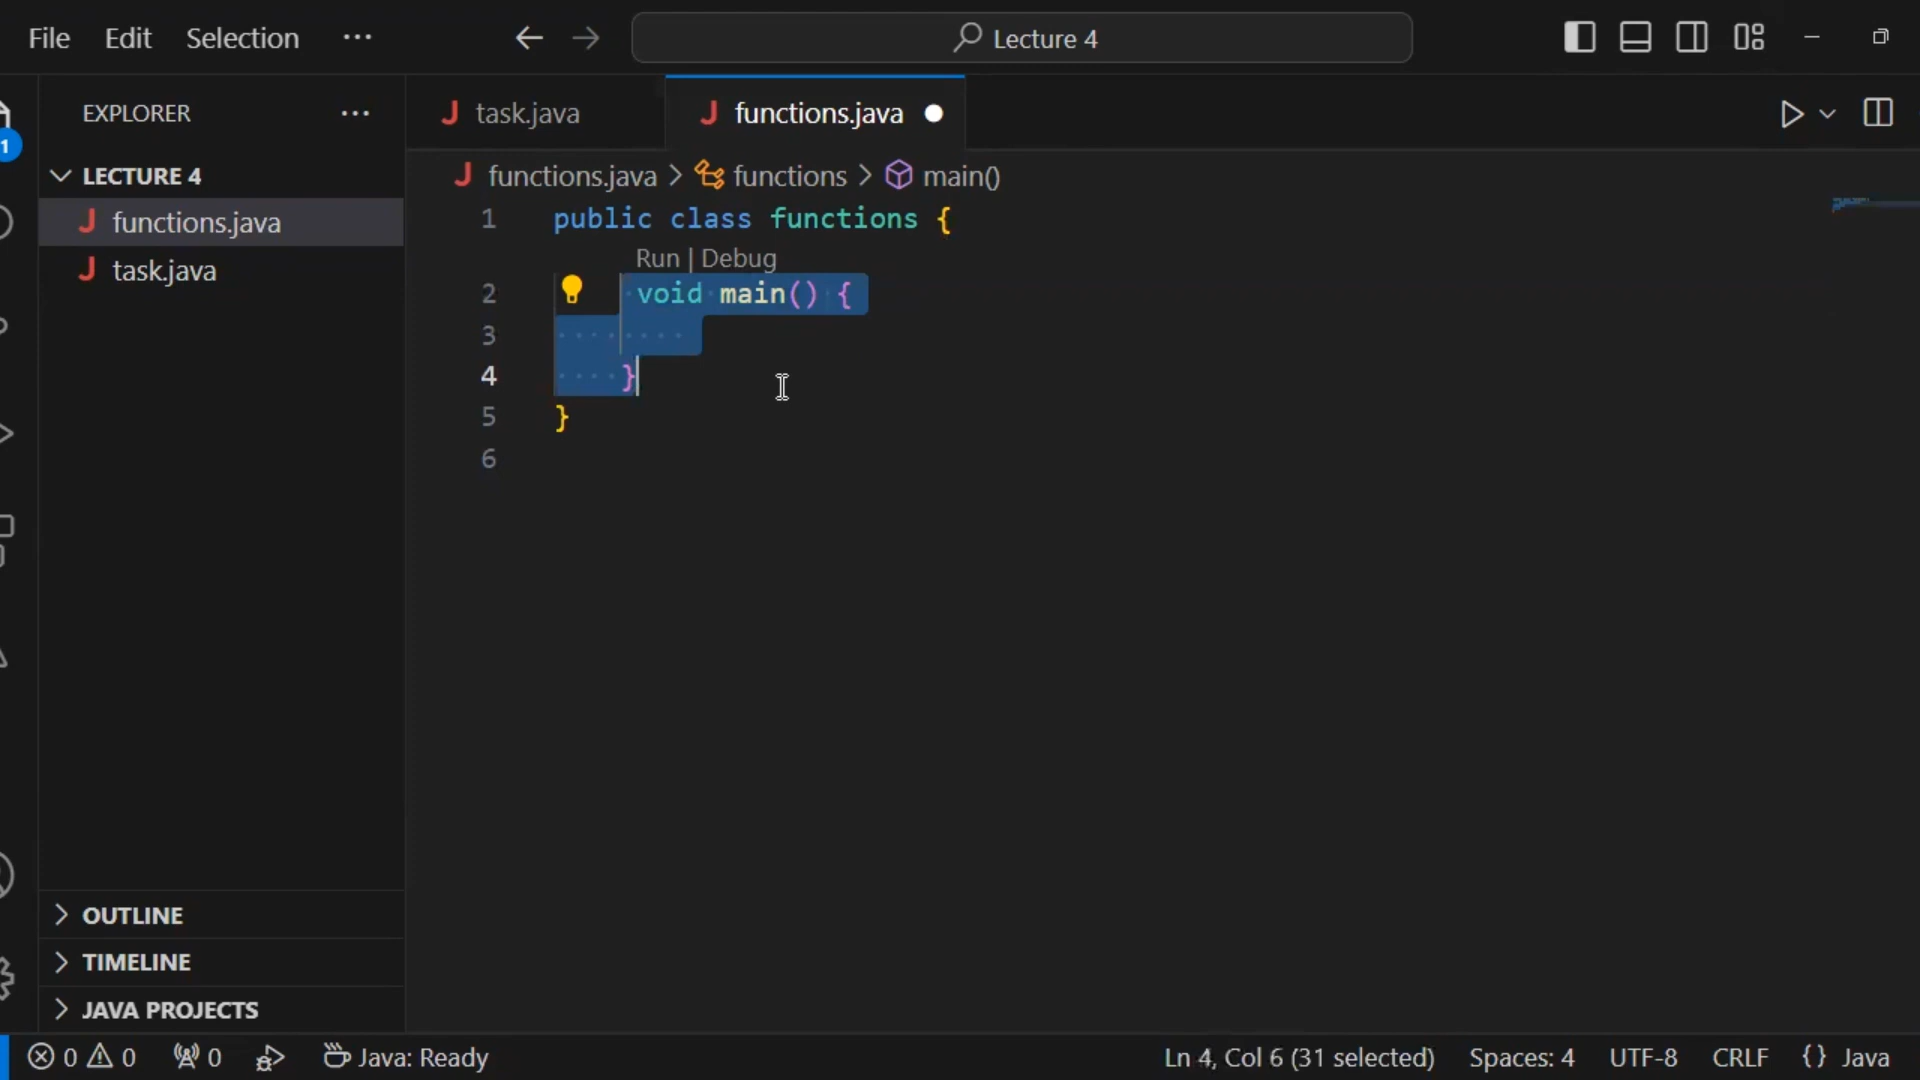 File Edit Selection ··· Lecture 4
EXPLORER ···
1
LECTURE 4
functions.java
task.java
OUTLINE
TIMELINE
JAVA PROJECTS
task.java functions.java
functions.java > functions > main()
1 public class functions {
Run | Debug
2 void main() {
3
4 }
5 }
6
0 0 0 Java: Ready Ln 4, Col 6 (31 selected) Spaces: 4 UTF-8 CRLF {} Java